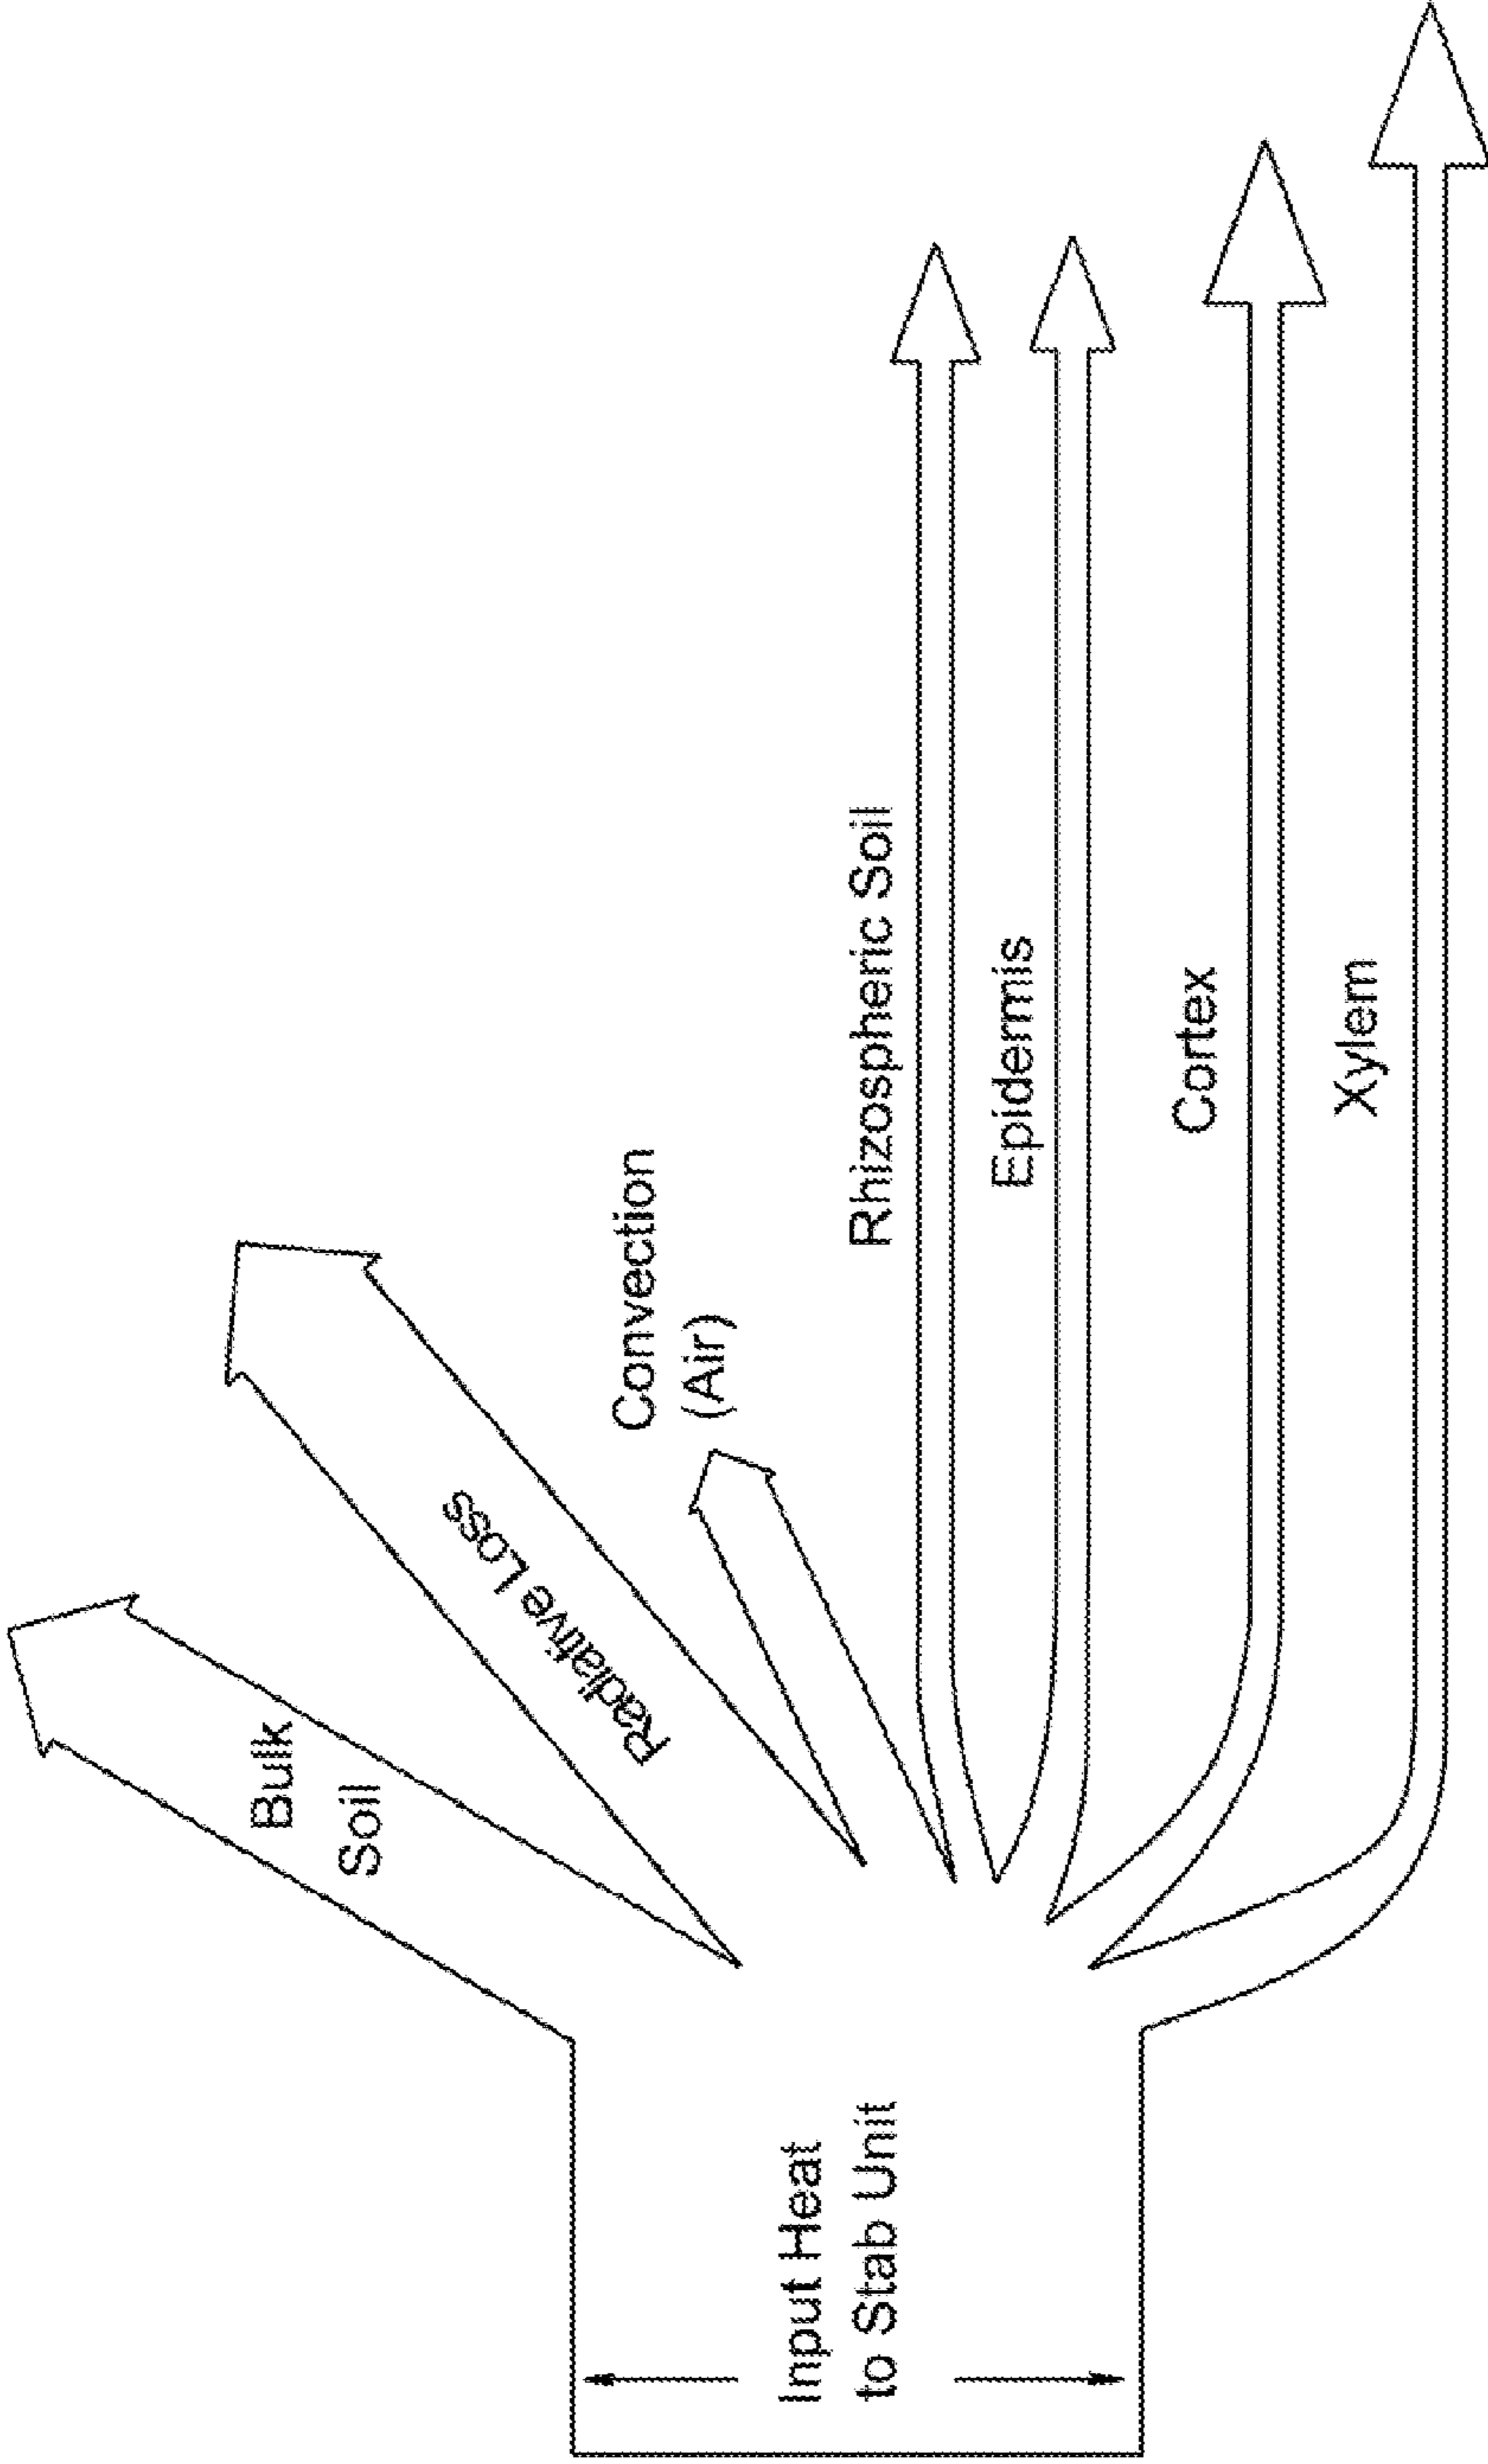 Input Heat
to Stab Unit
Bulk
Soil
Radiative Loss
Convection
(Air)
Rhizospheric Soil
Epidermis
Cortex
Xylem